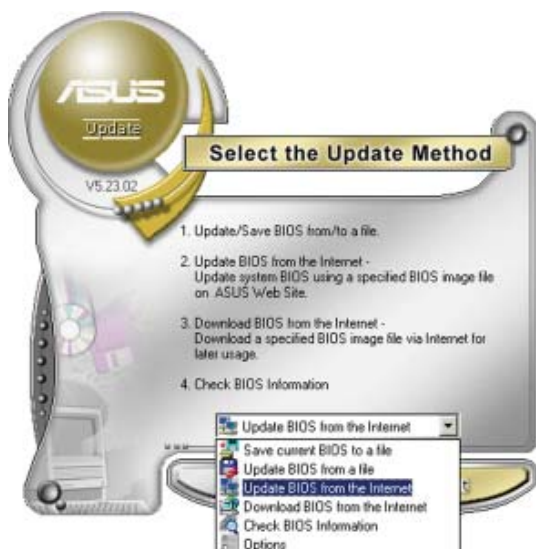 ASUS
Update
V5.23.02
Select the Update Method
1. Update/Save BIOS from/to a file.
2. Update BIOS from the Internet -
Update system BIOS using a specified BIOS image file
on ASUS Web Site.
3. Download BIOS from the Internet -
Download a specified BIOS image file via Internet for
later usage.
4. Check BIOS Information
Update BIOS from the Internet
Save current BIOS to a file
Update BIOS from a file
Update BIOS from the Internet
Download BIOS from the Internet
Check BIOS Information
Options